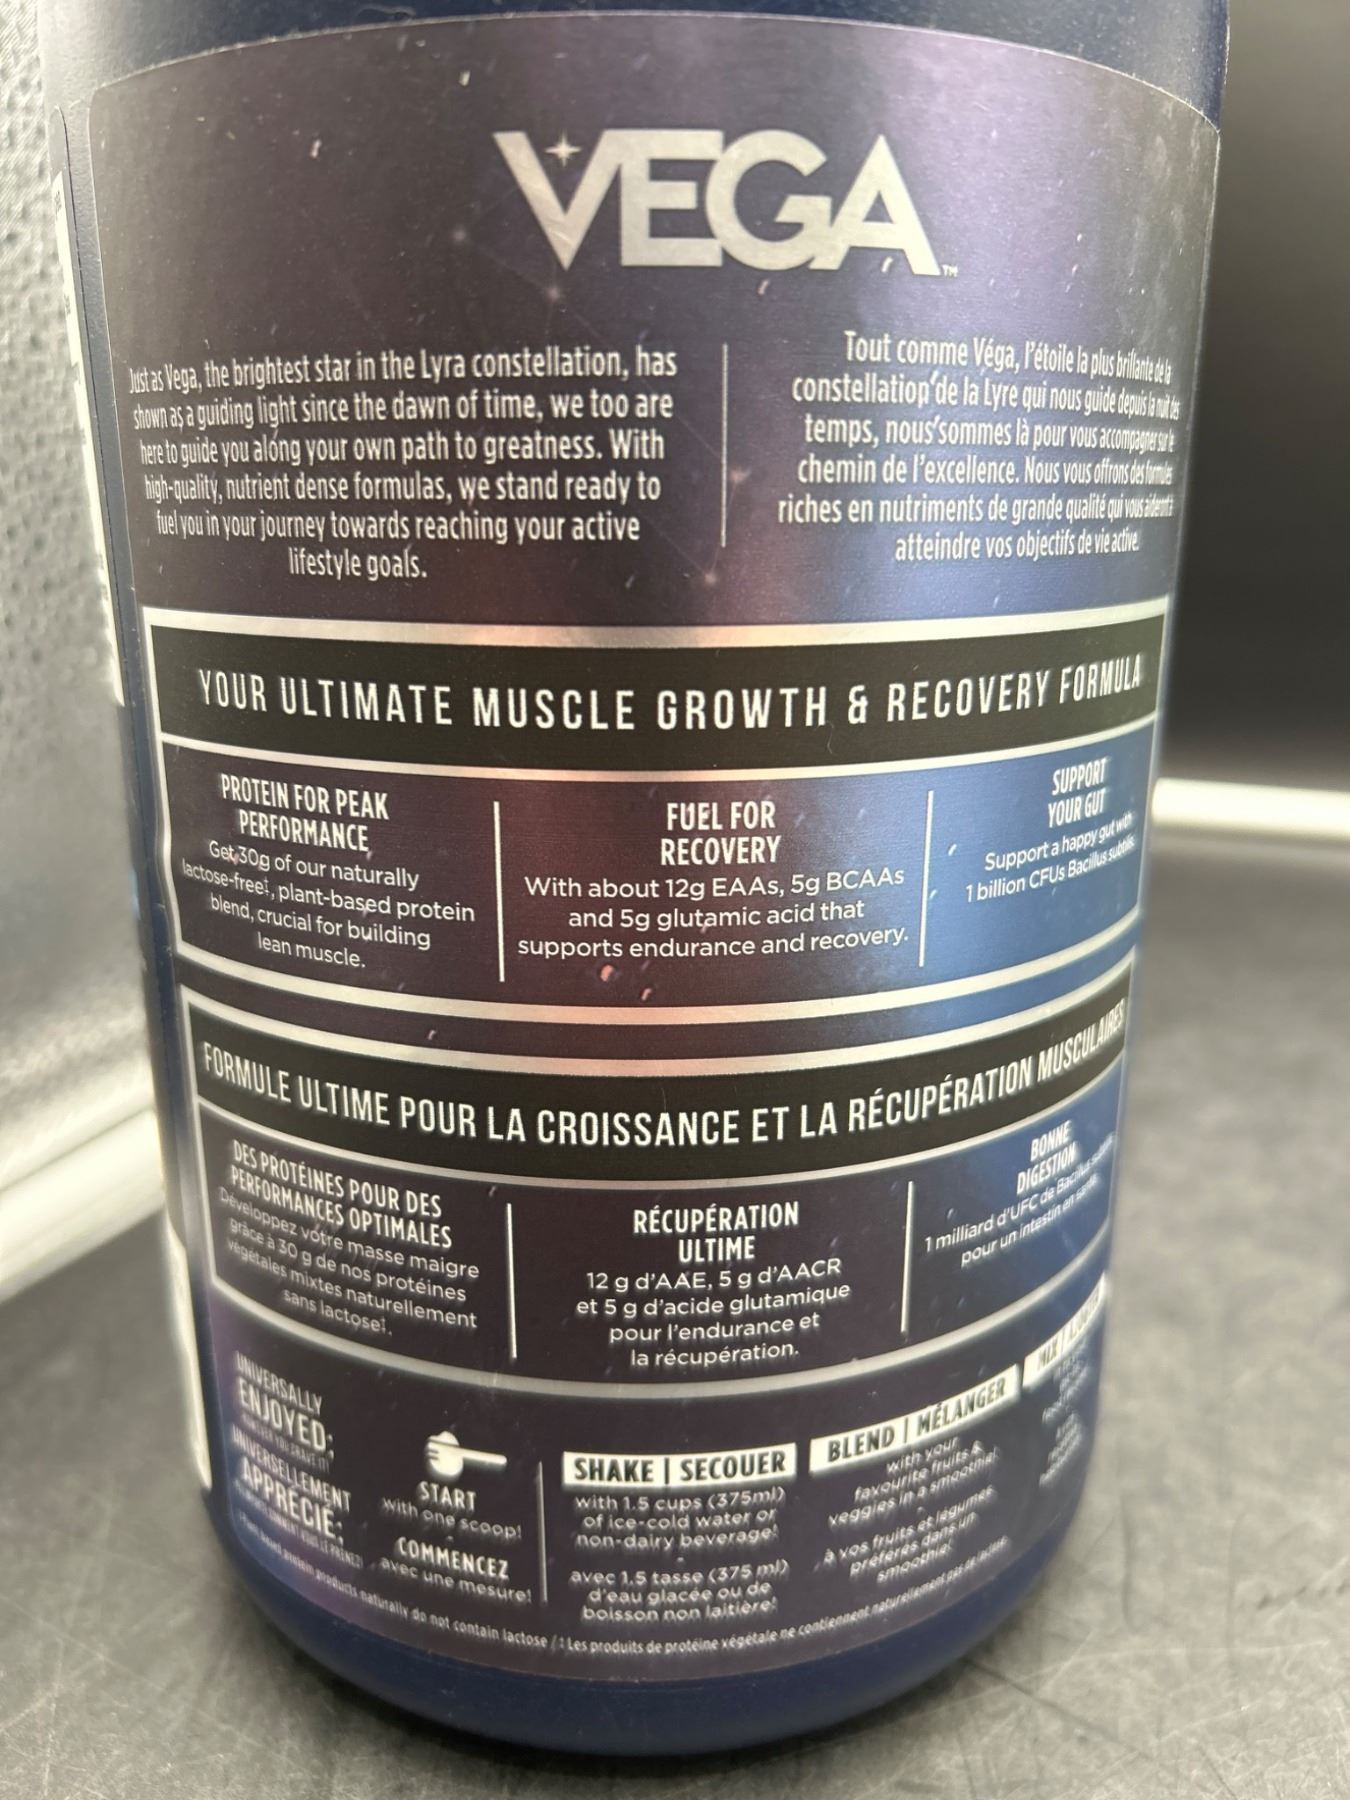 VEGA™
Just as Vega, the brightest star in the Lyra constellation, has
shown as a guiding light since the dawn of time, we too are
here to guide you along your own path to greatness. With
high-quality, nutrient dense formulas, we stand ready to
fuel you in your journey towards reaching your active
lifestyle goals.
Tout comme Véga, l'étoile la plus brillante de la
constellation de la Lyre qui nous guide depuis la nuit des
temps, nous sommes là pour vous accompagner sur le
chemin de l'excellence. Nous vous offrons des formules
riches en nutriments de grande qualité qui vous aideront à
atteindre vos objectifs de vie active.
YOUR ULTIMATE MUSCLE GROWTH & RECOVERY FORMULA
PROTEIN FOR PEAK
PERFORMANCE
Get 30g of our naturally
lactose-free‡, plant-based protein
blend, crucial for building
lean muscle.
FUEL FOR
RECOVERY
With about 12g EAAs, 5g BCAAs
and 5g glutamic acid that
supports endurance and recovery.
SUPPORT
YOUR GUT
Support a happy gut with
1 billion CFUs Bacillus subtilis.
FORMULE ULTIME POUR LA CROISSANCE ET LA RÉCUPÉRATION MUSCULAIRES
DES PROTÉINES POUR DES
PERFORMANCES OPTIMALES
Développez votre masse maigre
grâce à 30 g de nos protéines
végétales mixtes naturellement
sans lactose‡.
RÉCUPÉRATION
ULTIME
12 g d'AAE, 5 g d'AACR
et 5 g d'acide glutamique
pour l'endurance et
la récupération.
BONNE
DIGESTION
1 milliard d'UFC de Bacillus subtilis
pour un intestin en santé.
UNIVERSALLY
ENJOYED:
UNIVERSELLEMENT
APPRÉCIÉ:
START
with one scoop!
COMMENCEZ
avec une mesure!
SHAKE | SECOUER
with 1.5 cups (375ml)
of ice-cold water or
non-dairy beverage!
avec 1.5 tasse (375 ml)
d'eau glacée ou de
boisson non laitière!
BLEND | MÉLANGER
with your
favourite fruits &
veggies in a smoothie!
à vos fruits et légumes
préférés dans un
smoothie!
MIX
protein products naturally do not contain lactose / ‡ Les produits de protéine végétale ne contiennent naturellement pas de lactose.